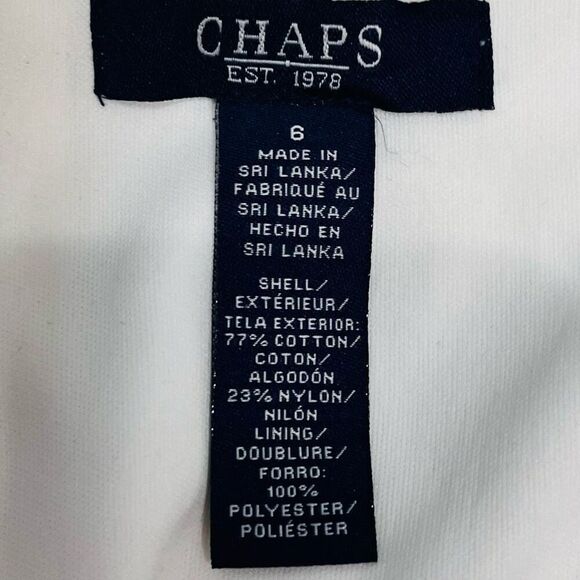 CHAPS
EST. 1978
6
MADE IN
SRI LANKA/
FABRIQUÉ AU
SRI LANKA/
HECHO EN
SRI LANKA
SHELL/
EXTÉRIEUR/
TELA EXTERIOR:
77% COTTON/
COTON/
ALGODÓN
23% NYLON/
NILÓN
LINING/
DOUBLURE/
FORRO:
100%
POLYESTER/
POLIÉSTER